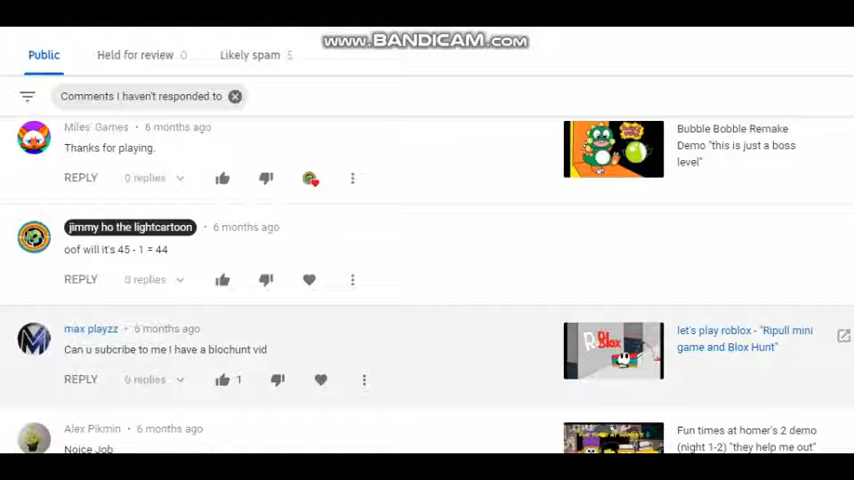 www.BANDICAM.com
Public Held for review 0 Likely spam 5
Comments I haven't responded to
Miles' Games • 6 months ago
Thanks for playing.
REPLY 0 replies
Bubble Bobble Remake
Demo "this is just a boss
level"
jimmy ho the lightcartoon • 6 months ago
oof will it's 45 - 1 = 44
REPLY 0 replies
max playzz • 6 months ago
Can u subcribe to me I have a blochunt vid
REPLY 0 replies 1
let's play roblox - "Ripull mini
game and Blox Hunt"
Alex Pikmin • 6 months ago
Noice Job
Fun times at homer's 2 demo
(night 1-2) "they help me out"